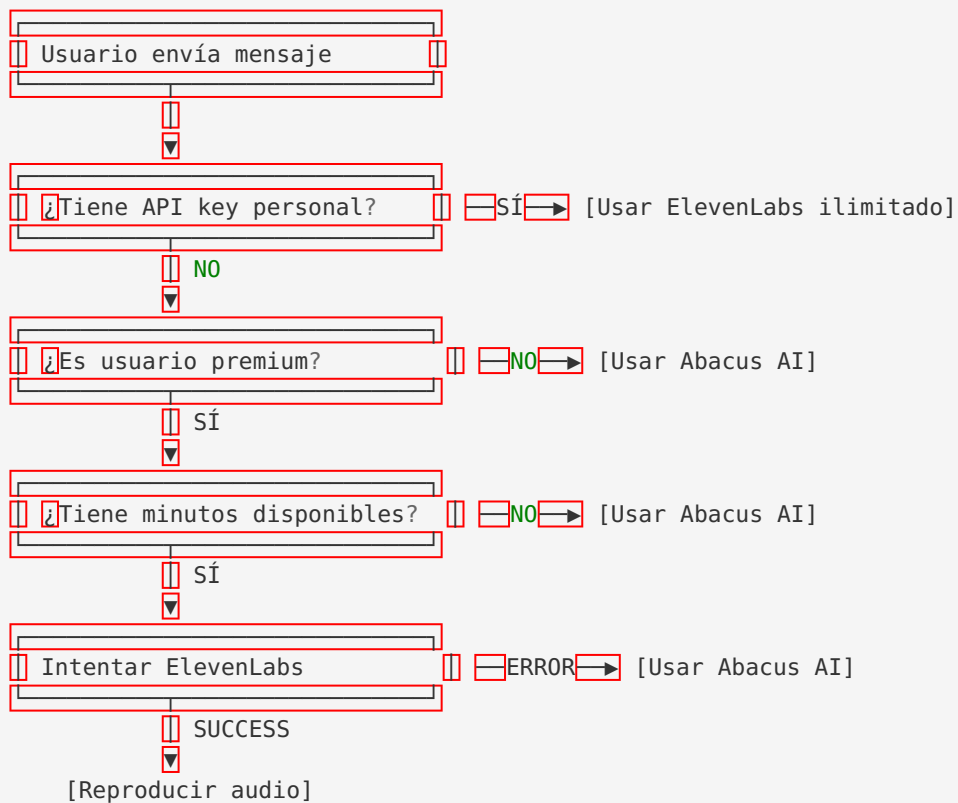 Usuario envía mensaje
▼
¿Tiene API key personal? ──SÍ──► [Usar ElevenLabs ilimitado]
NO
▼
¿Es usuario premium? ──NO──► [Usar Abacus AI]
SÍ
▼
¿Tiene minutos disponibles? ──NO──► [Usar Abacus AI]
SÍ
▼
Intentar ElevenLabs ──ERROR──► [Usar Abacus AI]
SUCCESS
▼
[Reproducir audio]